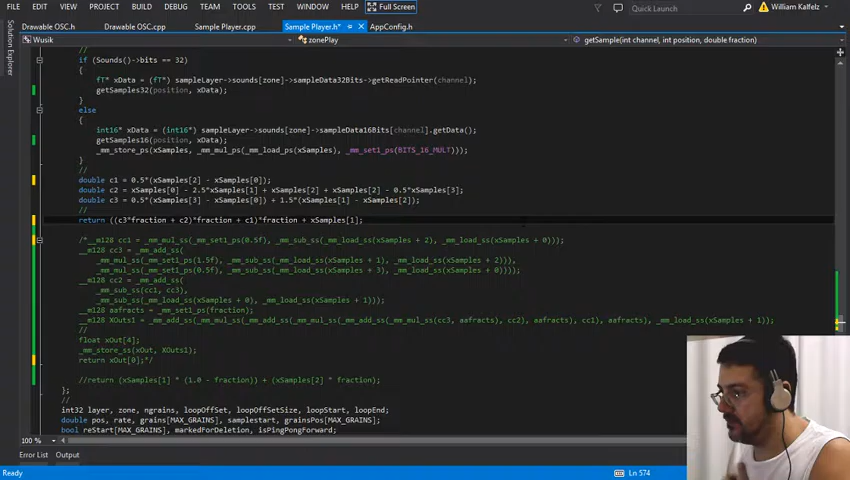 FILE EDIT VIEW PROJECT BUILD DEBUG TEAM TOOLS TEST WINDOW HELP Full Screen Quick Launch William Kalfelz
Drawable OSC.h Drawable OSC.cpp Sample Player.cpp Sample Player.h* AppConfig.h
Wusik zonePlay getSample(int channel, int position, double fraction)
Solution Explorer
//
if (Sounds()->bits == 32)
{
fT* xData = (fT*) sampleLayer->sounds[zone]->sampleData32Bits->getReadPointer(channel);
getSamples32(position, xData);
}
else
{
int16* xData = (int16*) sampleLayer->sounds[zone]->sampleData16Bits[channel].getData();
getSamples16(position, xData);
_mm_store_ps(xSamples, _mm_mul_ps(_mm_load_ps(xSamples), _mm_set1_ps(BITS_16_MULT)));
}
//
double c1 = 0.5*(xSamples[2] - xSamples[0]);
double c2 = xSamples[0] - 2.5*xSamples[1] + xSamples[2] + xSamples[2] - 0.5*xSamples[3];
double c3 = 0.5*(xSamples[3] - xSamples[0]) + 1.5*(xSamples[1] - xSamples[2]);
//
return ((c3*fraction + c2)*fraction + c1)*fraction + xSamples[1];
/*__m128 cc1 = _mm_mul_ss(_mm_set1_ps(0.5f), _mm_sub_ss(_mm_load_ss(xSamples + 2), _mm_load_ss(xSamples + 0)));
__m128 cc3 = _mm_add_ss(
_mm_mul_ss(_mm_set1_ps(1.5f), _mm_sub_ss(_mm_load_ss(xSamples + 1), _mm_load_ss(xSamples + 2))),
_mm_mul_ss(_mm_set1_ps(0.5f), _mm_sub_ss(_mm_load_ss(xSamples + 3), _mm_load_ss(xSamples + 0))));
__m128 cc2 = _mm_add_ss(
_mm_sub_ss(cc1, cc3),
_mm_sub_ss(_mm_load_ss(xSamples + 0), _mm_load_ss(xSamples + 1)));
__m128 aafracts = _mm_set1_ps(fraction);
__m128 XOuts1 = _mm_add_ss(_mm_mul_ss(_mm_add_ss(_mm_mul_ss(_mm_add_ss(_mm_mul_ss(cc3, aafracts), cc2), aafracts), cc1), aafracts), _mm_load_ss(xSamples + 1));
//
float xOut[4];
_mm_store_ss(xOut, XOuts1);
return xOut[0];*/
//return (xSamples[1] * (1.0 - fraction)) + (xSamples[2] * fraction);
};
//
int32 layer, zone, ngrains, loopOffSet, loopOffSetSize, loopStart, loopEnd;
double pos, rate, grains[MAX_GRAINS], samplestart, grainsPos[MAX_GRAINS];
bool reStart[MAX_GRAINS], markedForDeletion, isPingPongForward;
100 %
Error List Output
Ready Ln 574